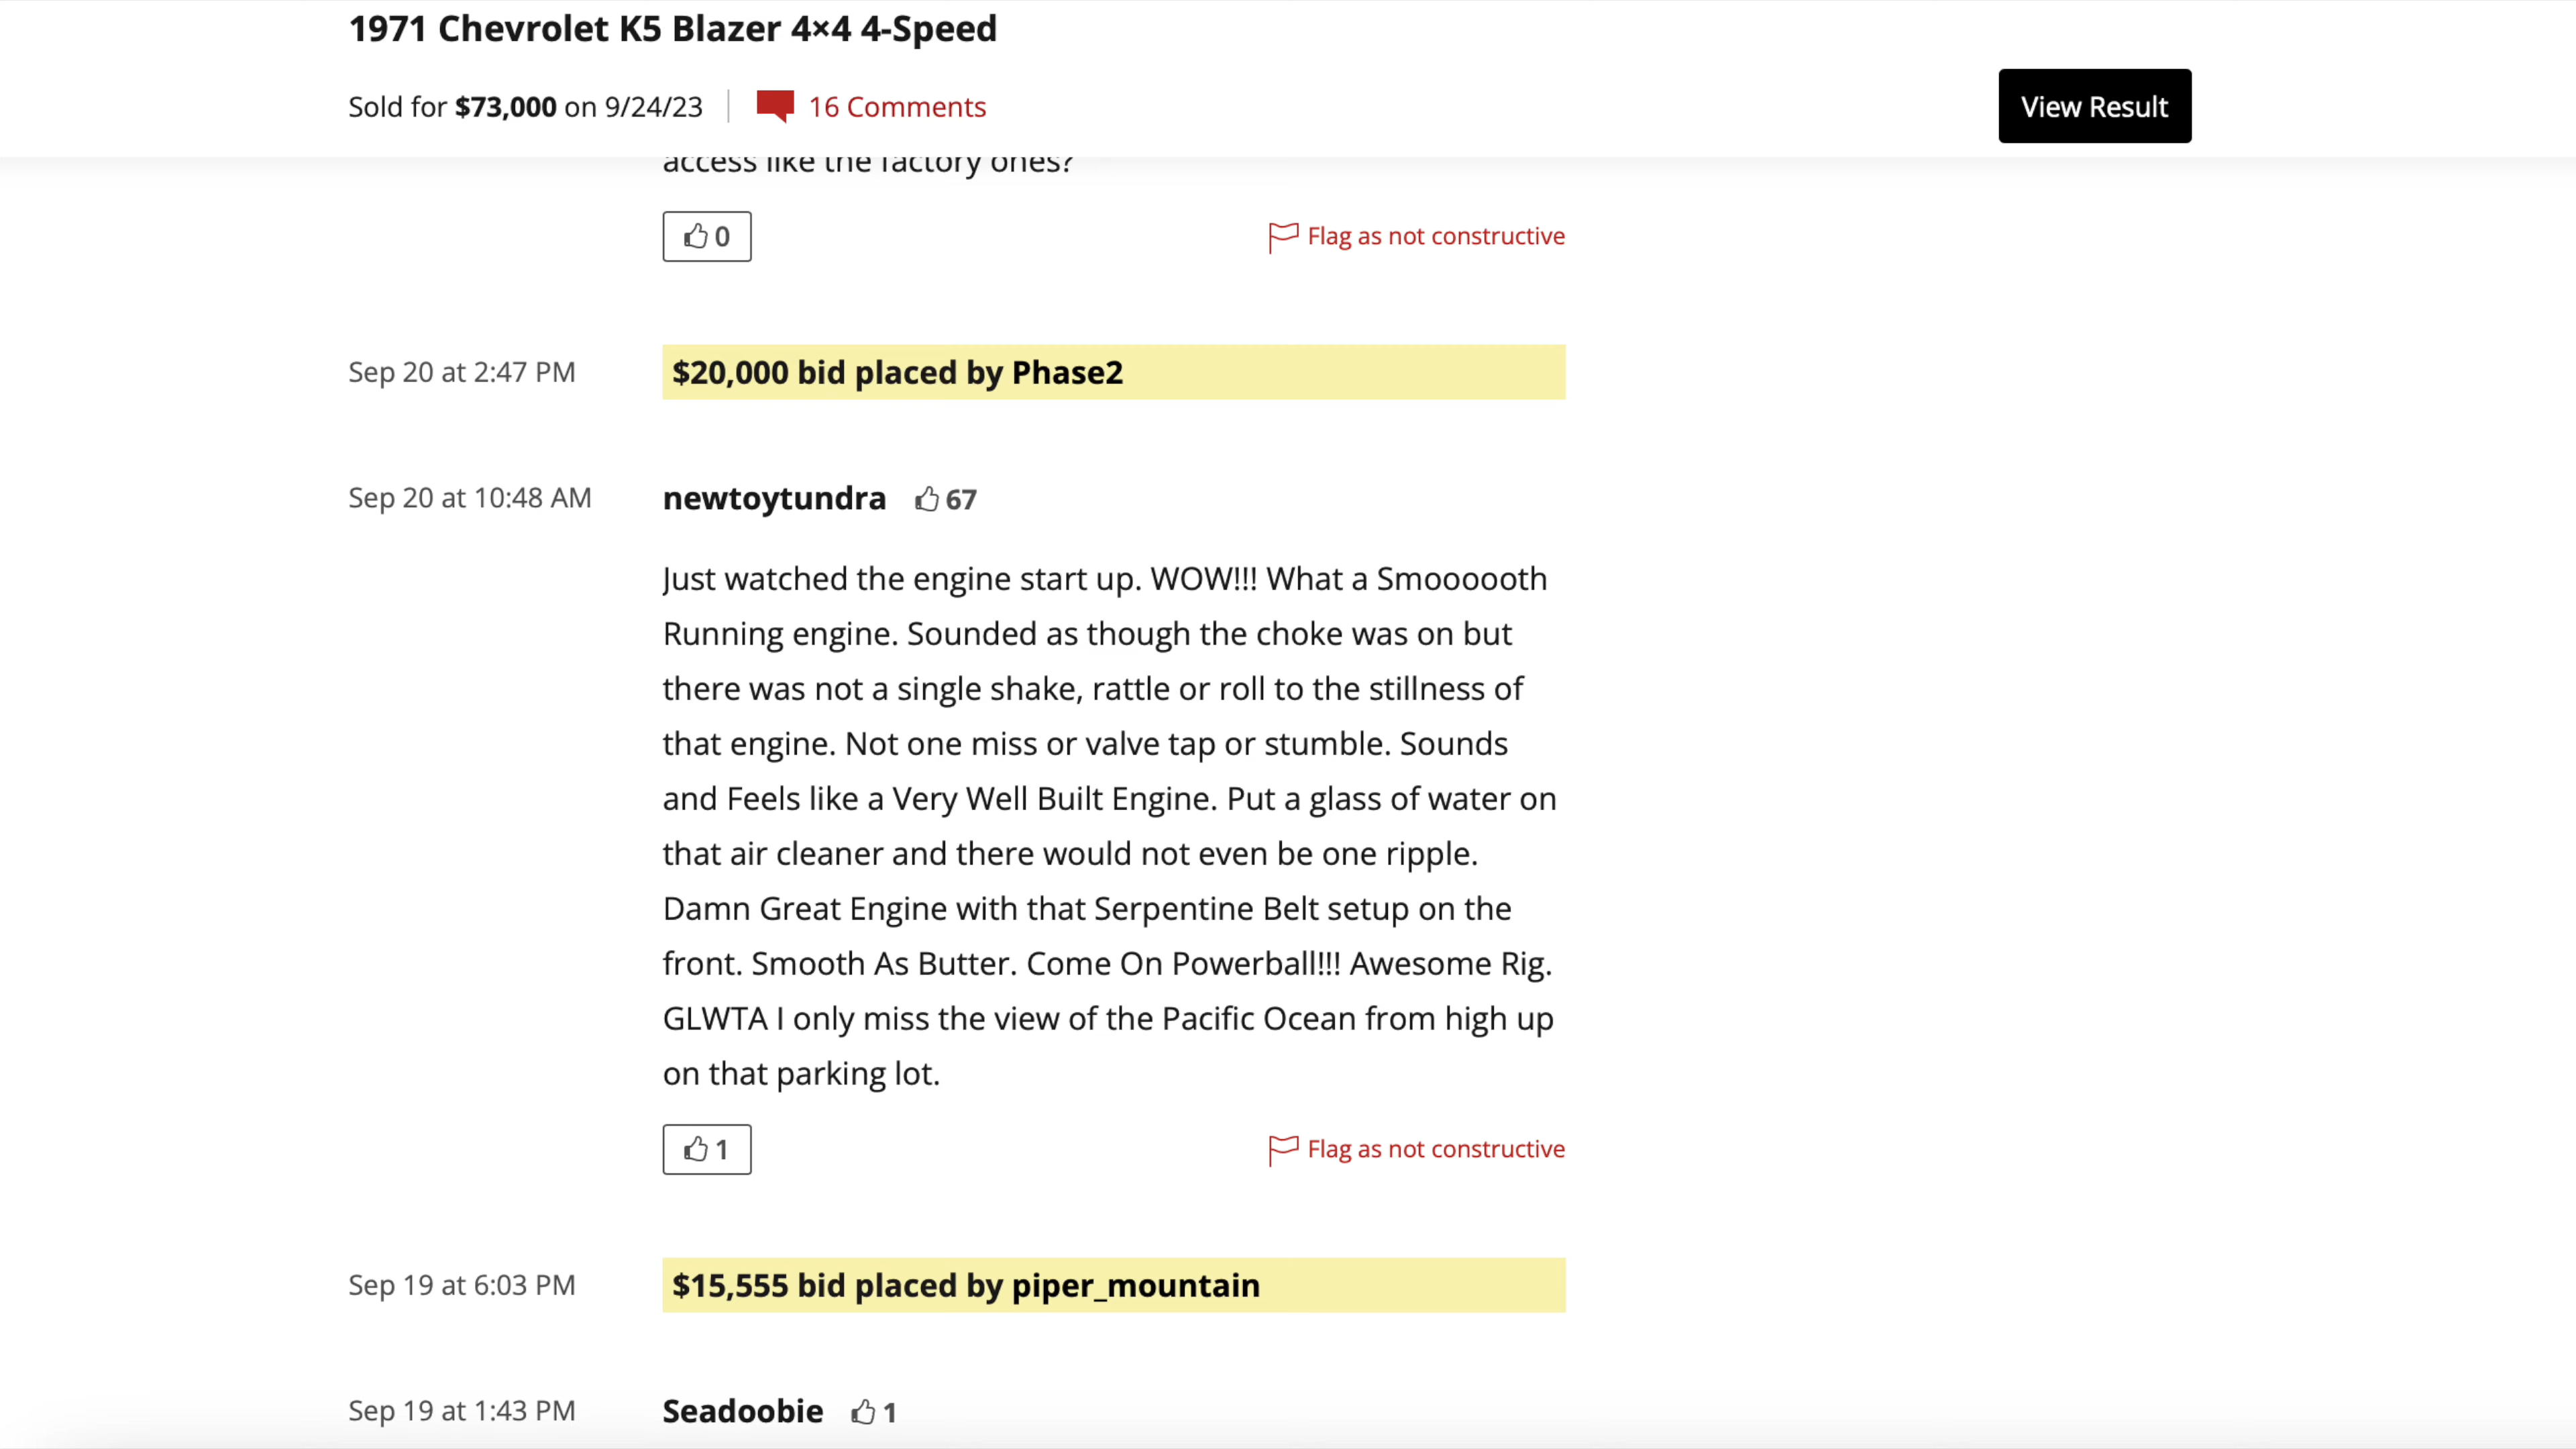 1971 Chevrolet K5 Blazer 4×4 4-Speed
Sold for $73,000 on 9/24/23
16 Comments
View Result
access like the factory ones?
0
Flag as not constructive
Sep 20 at 2:47 PM
$20,000 bid placed by Phase2
Sep 20 at 10:48 AM
newtoytundra 67
Just watched the engine start up. WOW!!! What a Smoooooth
Running engine. Sounded as though the choke was on but
there was not a single shake, rattle or roll to the stillness of
that engine. Not one miss or valve tap or stumble. Sounds
and Feels like a Very Well Built Engine. Put a glass of water on
that air cleaner and there would not even be one ripple.
Damn Great Engine with that Serpentine Belt setup on the
front. Smooth As Butter. Come On Powerball!!! Awesome Rig.
GLWTA I only miss the view of the Pacific Ocean from high up
on that parking lot.
1
Flag as not constructive
Sep 19 at 6:03 PM
$15,555 bid placed by piper_mountain
Sep 19 at 1:43 PM
Seadoobie 1